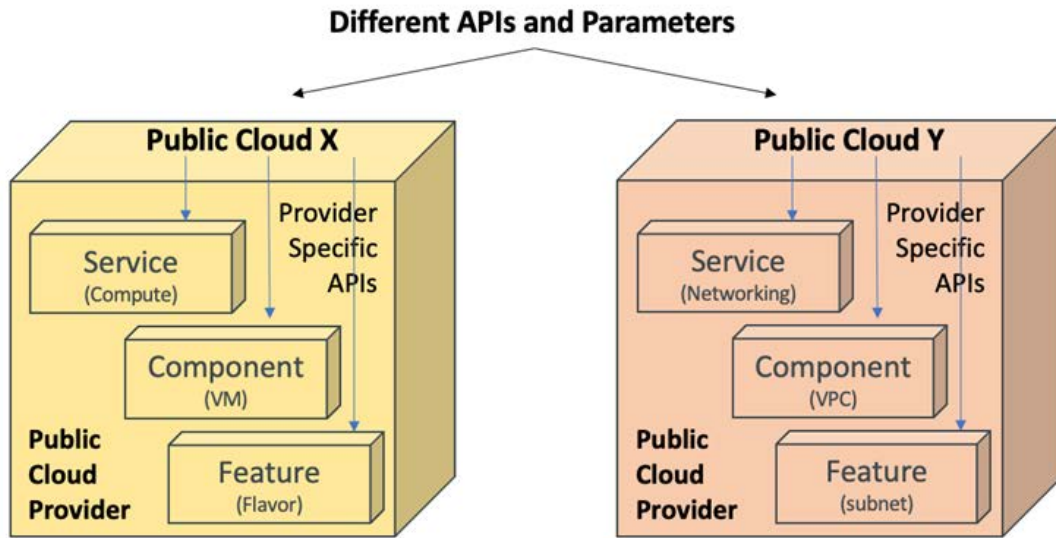 Different APIs and Parameters
Public Cloud X
Provider
Specific
APIs
Service
(Compute)
Component
(VM)
Feature
(Flavor)
Public
Cloud
Provider
Public Cloud Y
Provider
Specific
APIs
Service
(Networking)
Component
(VPC)
Feature
(subnet)
Public
Cloud
Provider